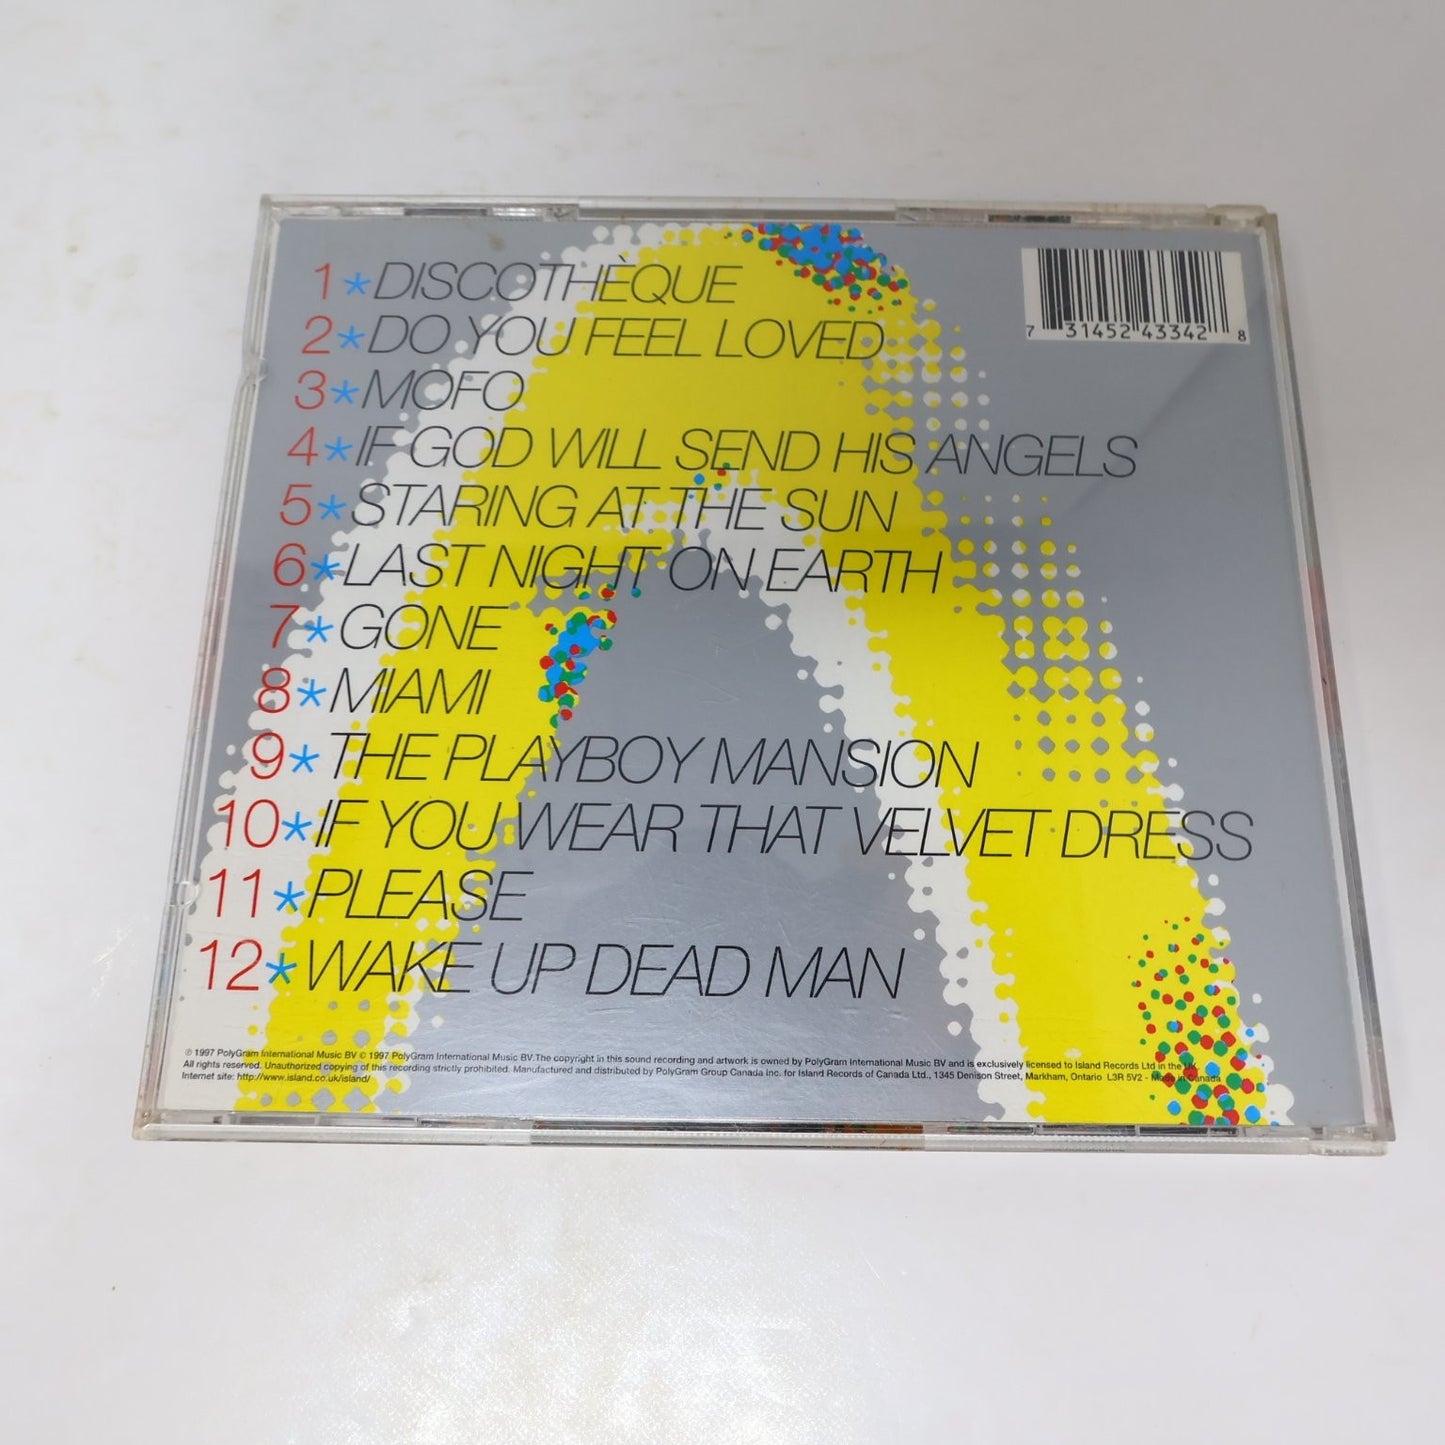 1*DISCOTHÈQUE
2*DO YOU FEEL LOVED
3*MOFO
4*IF GOD WILL SEND HIS ANGELS
5*STARING AT THE SUN
6*LAST NIGHT ON EARTH
7*GONE
8*MIAMI
9*THE PLAYBOY MANSION
10*IF YOU WEAR THAT VELVET DRESS
11*PLEASE
12*WAKE UP DEAD MAN
7 31452 43342 8
℗ 1997 PolyGram International Music BV © 1997 PolyGram International Music BV.The copyright in this sound recording and artwork is owned by PolyGram International Music BV and is exclusively licensed to Island Records Ltd in the UK.
All rights reserved. Unauthorized copying of this recording strictly prohibited. Manufactured and distributed by PolyGram Group Canada Inc. for Island Records of Canada Ltd., 1345 Denison Street, Markham, Ontario L3R 5V2 - Made in Canada
Internet site: http://www.island.co.uk/island/